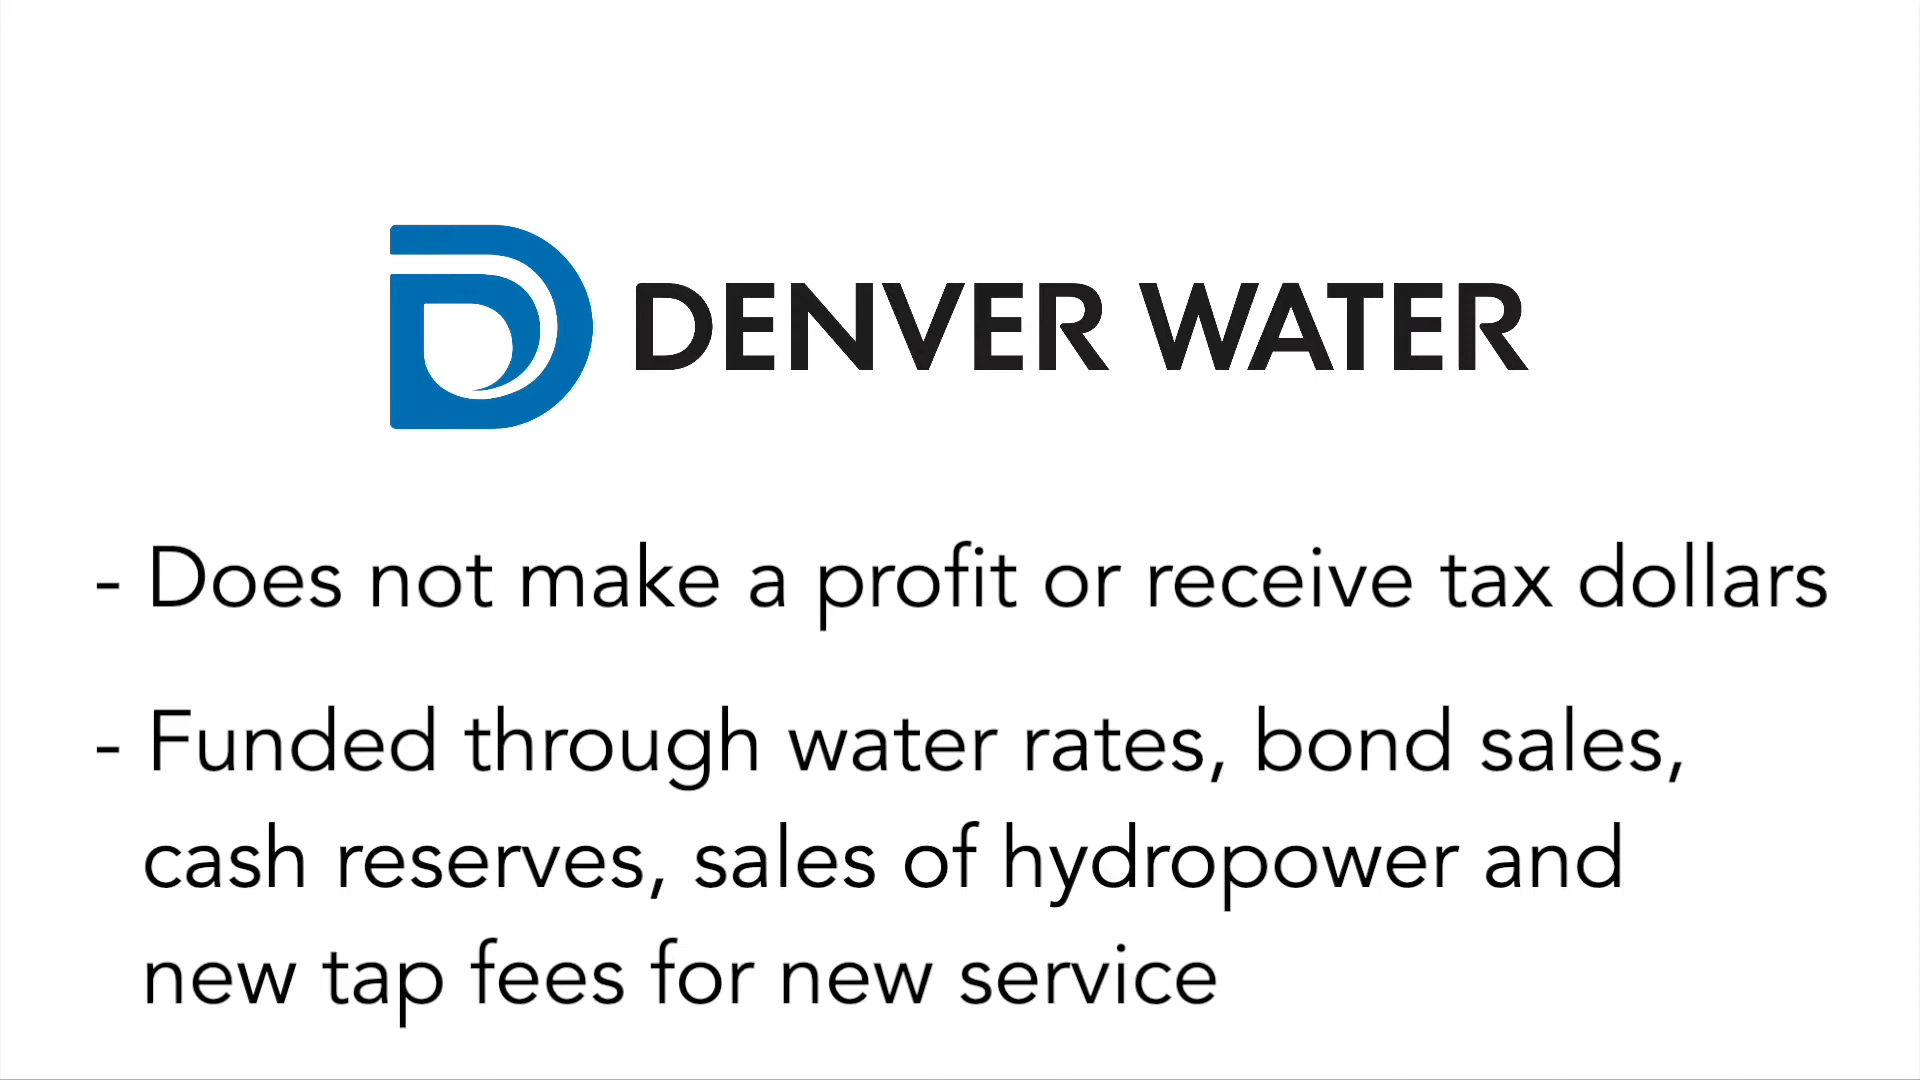 DENVER WATER
- Does not make a profit or receive tax dollars
- Funded through water rates, bond sales,
cash reserves, sales of hydropower and
new tap fees for new service